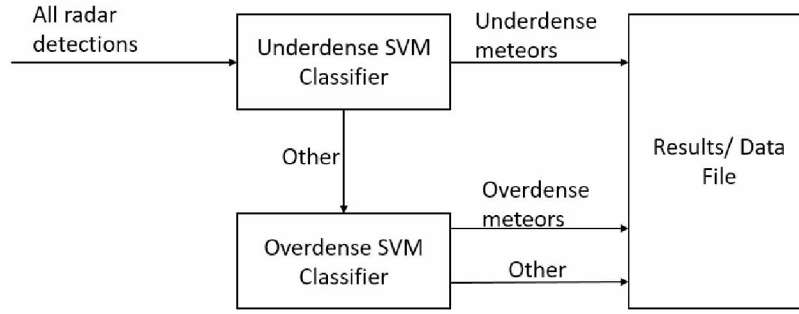 All radar
detections
Underdense SVM
Classifier
Underdense
meteors
Other
Results/ Data
File
Overdense SVM
Classifier
Overdense
meteors
Other